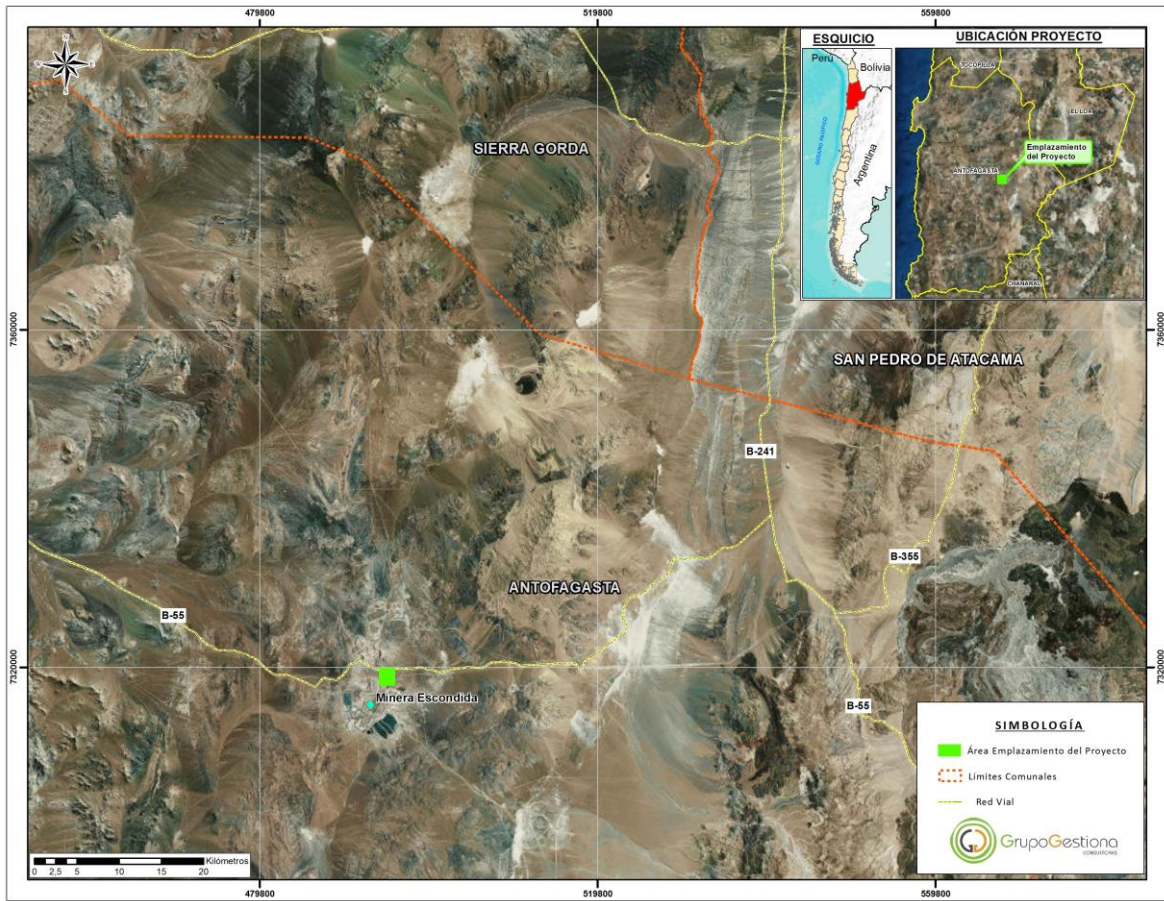 479800
519800
559800
ESQUICIO
UBICACIÓN PROYECTO
Perú
Bolivia
OCEANO PACIFICO
Argentina
TOCOPILLA
EL LOA
Emplazamiento
del Proyecto
ANTOFAGASTA
CHAÑARAL
SIERRA GORDA
7360000
7360000
SAN PEDRO DE ATACAMA
B-241
B-355
ANTOFAGASTA
B-55
7320000
7320000
Minera Escondida
B-55
SIMBOLOGÍA
Área Emplazamiento del Proyecto
Límites Comunales
Red Vial
GrupoGestiona
CONSULTORES
0 2,5 5 10 15 20 Kilómetros
479800
519800
559800